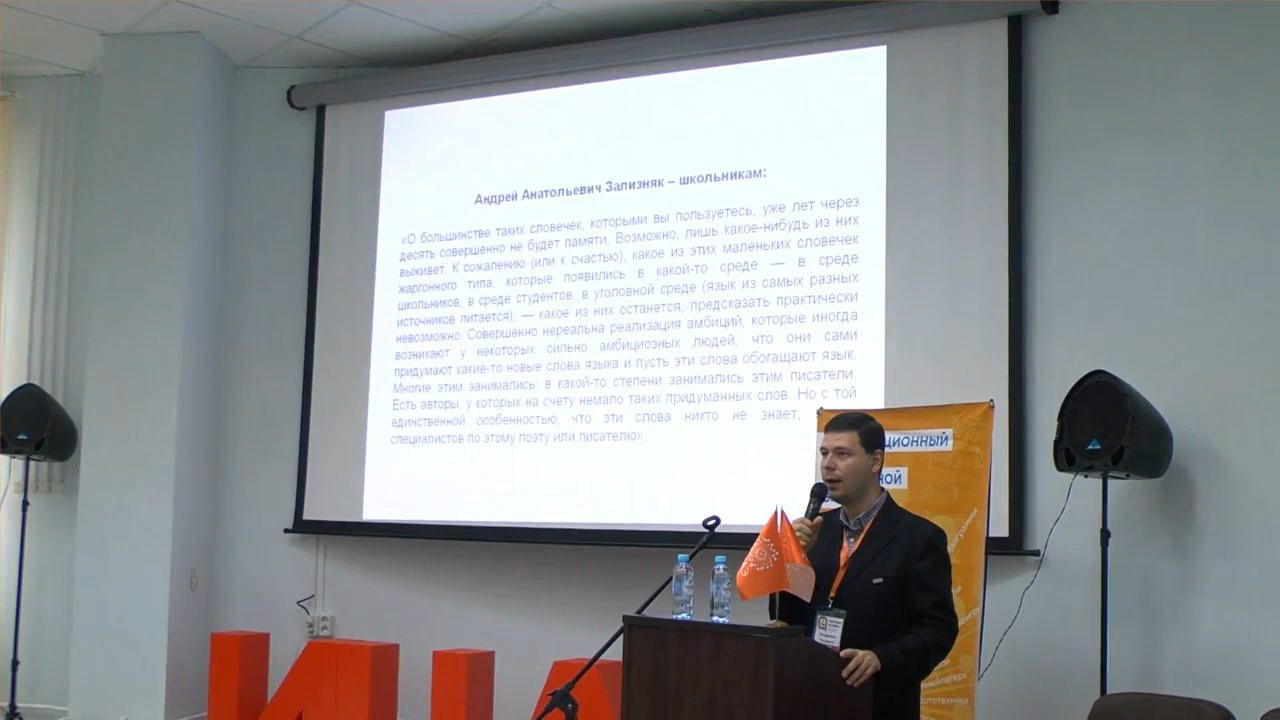 Андрей Анатольевич Зализняк – школьникам:
«О большинстве таких словечек, которыми вы пользуетесь, уже лет через
десять совершенно не будет памяти. Возможно, лишь какое-нибудь из них
выживет. К сожалению (или к счастью), какое из этих маленьких словечек
жаргонного типа, которые появились в какой-то среде — в среде
школьников, в среде студентов, в уголовной среде (язык из самых разных
источников питается), — какое из них останется, предсказать практически
невозможно. Совершенно нереальна реализация амбиций, которые иногда
возникают у некоторых сильно амбициозных людей, что они сами
придумают какие-то новые слова языка и пусть эти слова обогащают язык.
Многие этим занимались: в какой-то степени занимались этим писатели.
Есть авторы, у которых на счету немало таких придуманных слов. Но с той
единственной особенностью, что эти слова никто не знает,
специалистов по этому поэту или писателю».
ЦИОННЫЙ
НОЙ